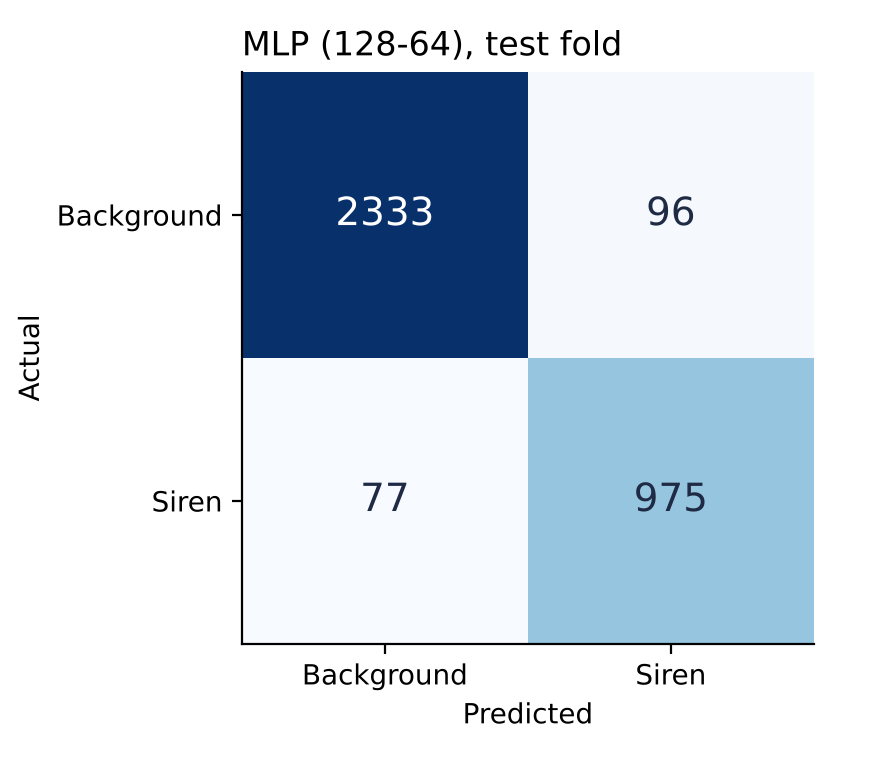 MLP (128-64), test fold
Background
2333
96
Actual
Siren
77
975
Background
Siren
Predicted